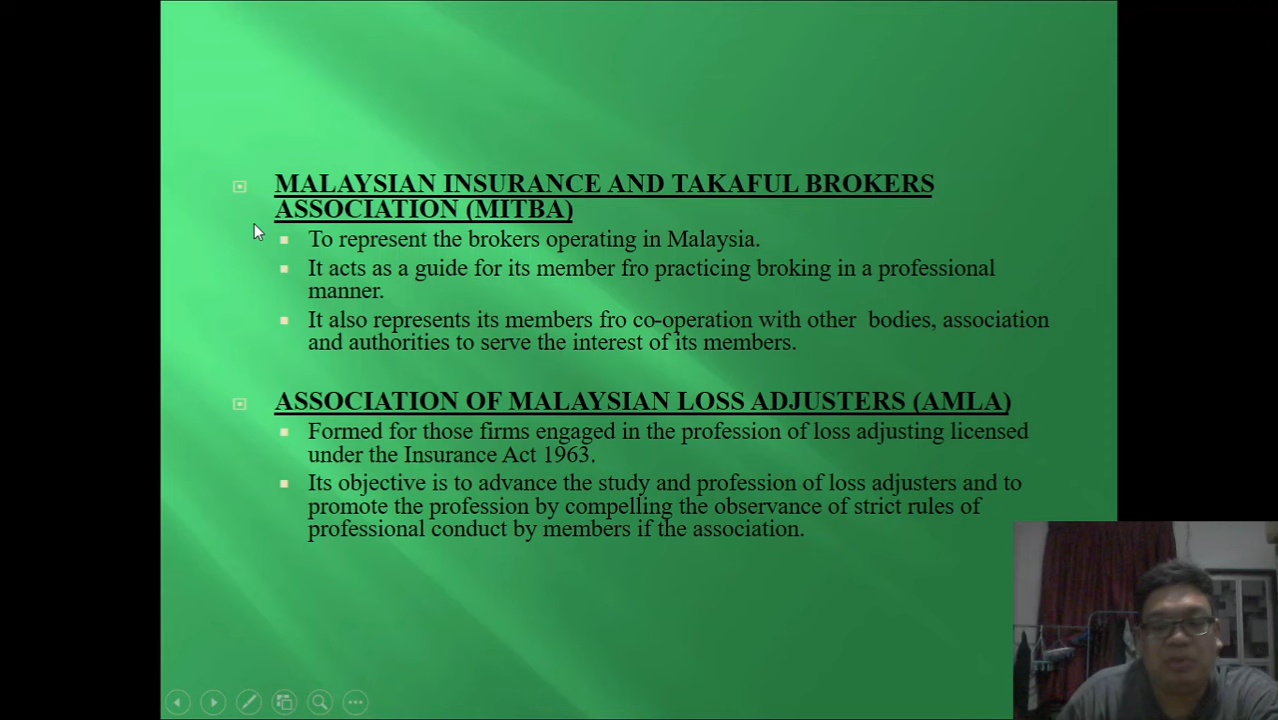 MALAYSIAN INSURANCE AND TAKAFUL BROKERS
ASSOCIATION (MITBA)
To represent the brokers operating in Malaysia.
It acts as a guide for its member fro practicing broking in a professional
manner.
It also represents its members fro co-operation with other bodies, association
and authorities to serve the interest of its members.
ASSOCIATION OF MALAYSIAN LOSS ADJUSTERS (AMLA)
Formed for those firms engaged in the profession of loss adjusting licensed
under the Insurance Act 1963.
Its objective is to advance the study and profession of loss adjusters and to
promote the profession by compelling the observance of strict rules of
professional conduct by members if the association.